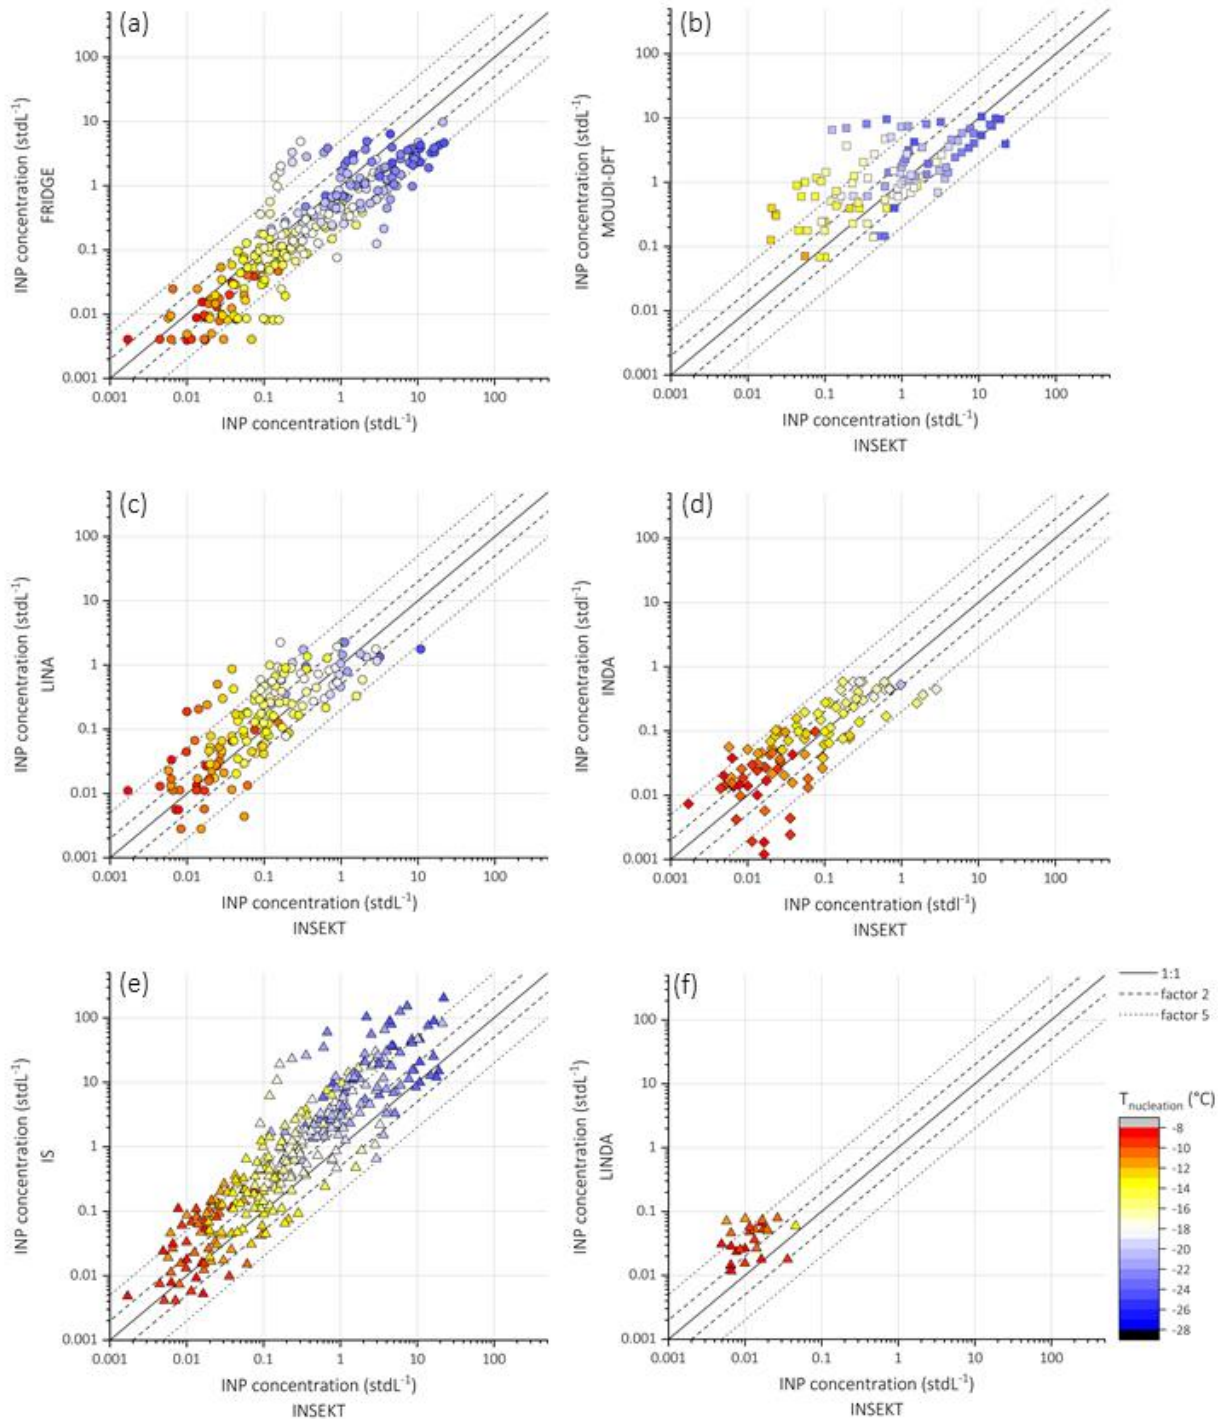 (a)
100
10
1
0.1
0.01
0.001
INP concentration (stdL⁻¹)
FRIDGE
0.001 0.01 0.1 1 10 100
INP concentration (stdL⁻¹)
(b)
100
10
1
0.1
0.01
0.001
INP concentration (stdL⁻¹)
MOUDI-DFT
0.001 0.01 0.1 1 10 100
INP concentration (stdL⁻¹)
INSEKT
(c)
100
10
1
0.1
0.01
0.001
INP concentration (stdL⁻¹)
LINA
0.001 0.01 0.1 1 10 100
INP concentration (stdL⁻¹)
INSEKT
(d)
100
10
1
0.1
0.01
0.001
INP concentration (stdl⁻¹)
INDA
0.001 0.01 0.1 1 10 100
INP concentration (stdl⁻¹)
INSEKT
(e)
100
10
1
0.1
0.01
0.001
INP concentration (stdL⁻¹)
IS
0.001 0.01 0.1 1 10 100
INP concentration (stdL⁻¹)
INSEKT
(f)
100
10
1
0.1
0.01
0.001
INP concentration (stdL⁻¹)
LINDA
0.001 0.01 0.1 1 10 100
INP concentration (stdL⁻¹)
INSEKT
1:1
factor 2
factor 5
Tnucleation (°C)
-8
-10
-12
-14
-16
-18
-20
-22
-24
-26
-28